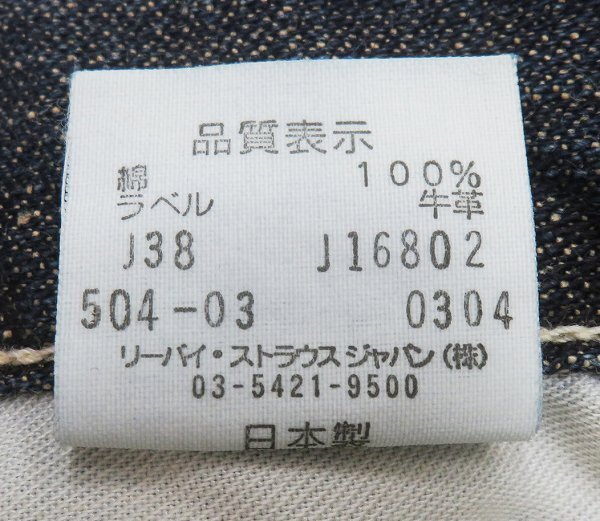 品質表示
綿 100%
ラベル 牛革
J38 J16802
504-03 0304
リーバイ・ストラウスジャパン(株)
03-5421-9500
日本製